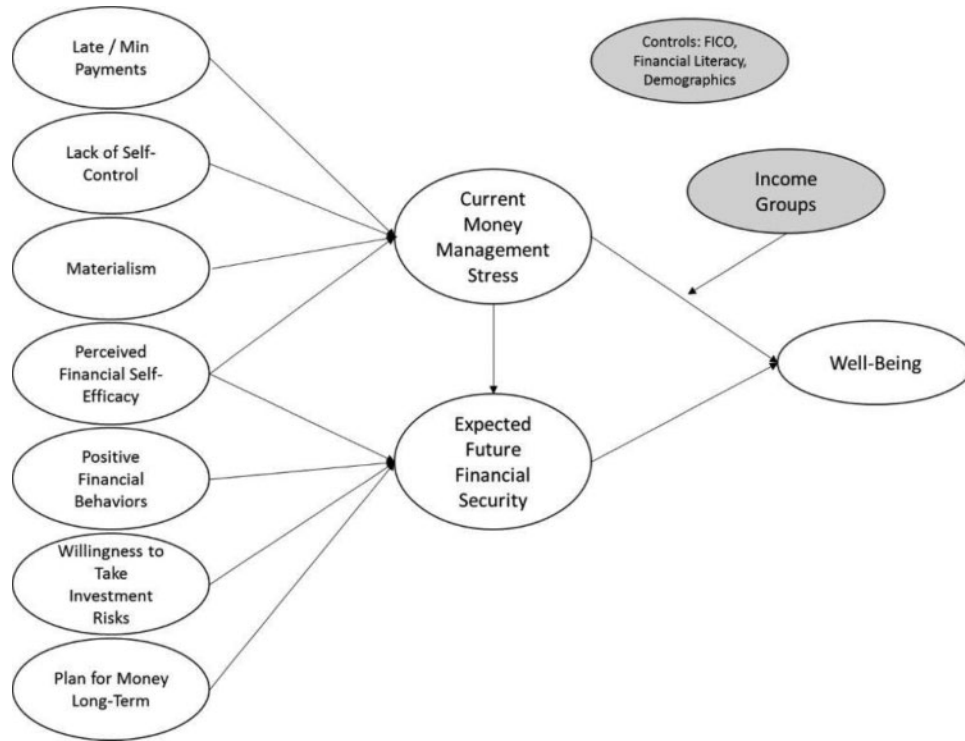 Late / Min
Payments
Lack of Self-
Control
Materialism
Perceived
Financial Self-
Efficacy
Positive
Financial
Behaviors
Willingness to
Take
Investment
Risks
Plan for Money
Long-Term
Current
Money
Management
Stress
Expected
Future
Financial
Security
Controls: FICO,
Financial Literacy,
Demographics
Income
Groups
Well-Being